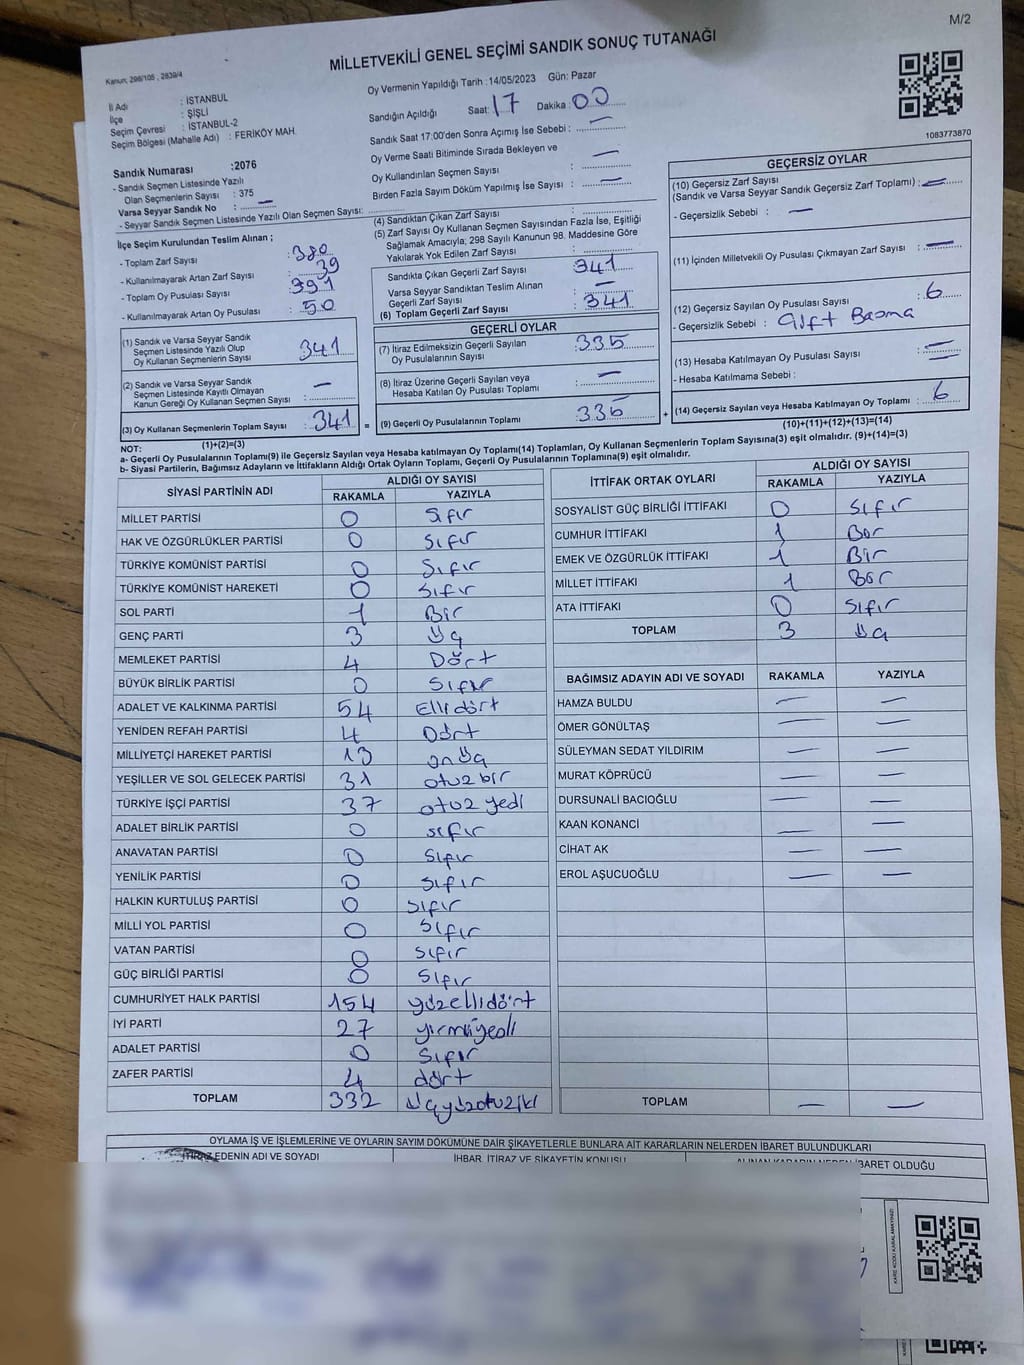 M/2
MİLLETVEKİLİ GENEL SEÇİMİ SANDIK SONUÇ TUTANAĞI
Kanun; 298/105 , 2839/4
İl Adı : İSTANBUL
İlçe : ŞİŞLİ
Seçim Çevresi : İSTANBUL-2
Seçim Bölgesi (Mahalle Adı) : FERİKÖY MAH.
Sandık Numarası :2076
- Sandık Seçmen Listesinde Yazılı
Olan Seçmenlerin Sayısı : 375
Varsa Seyyar Sandık No : —
- Seyyar Sandık Seçmen Listesinde Yazılı Olan Seçmen Sayısı:
İlçe Seçim Kurulundan Teslim Alınan ;
- Toplam Zarf Sayısı : 380
- Kullanılmayarak Artan Zarf Sayısı : 39
- Toplam Oy Pusulası Sayısı : 391
- Kullanılmayarak Artan Oy Pusulası : 50
(1) Sandık ve Varsa Seyyar Sandık
Seçmen Listesinde Yazılı Olup
Oy Kullanan Seçmenlerin Sayısı : 341
(2) Sandık ve Varsa Seyyar Sandık
Seçmen Listesinde Kayıtlı Olmayan
Kanun Gereği Oy Kullanan Seçmen Sayısı : —
(3) Oy Kullanan Seçmenlerin Toplam Sayısı : 341
(1)+(2)=(3)
Oy Vermenin Yapıldığı Tarih : 14/05/2023 Gün: Pazar
Sandığın Açıldığı Saat: 17 Dakika : 00
Sandık Saat 17:00'den Sonra Açımış İse Sebebi : —
Oy Verme Saati Bitiminde Sırada Bekleyen ve
Oy Kullandırılan Seçmen Sayısı : —
Birden Fazla Sayım Döküm Yapılmış İse Sayısı : —
(4) Sandıktan Çıkan Zarf Sayısı :
(5) Zarf Sayısı Oy Kullanan Seçmen Sayısından Fazla İse, Eşitliği
Sağlamak Amacıyla; 298 Sayılı Kanunun 98. Maddesine Göre
Yakılarak Yok Edilen Zarf Sayısı :
Sandıkta Çıkan Geçerli Zarf Sayısı : 341
Varsa Seyyar Sandıktan Teslim Alınan
Geçerli Zarf Sayısı : —
(6) Toplam Geçerli Zarf Sayısı : 341
GEÇERLİ OYLAR
(7) İtiraz Edilmeksizin Geçerli Sayılan
Oy Pusulalarının Sayısı : 335
(8) İtiraz Üzerine Geçerli Sayılan veya
Hesaba Katılan Oy Pusulası Toplamı : —
= (9) Geçerli Oy Pusulalarının Toplamı : 335 +
1083773870
GEÇERSİZ OYLAR
(10) Geçersiz Zarf Sayısı
(Sandık ve Varsa Seyyar Sandık Geçersiz Zarf Toplamı) : —
- Geçersizlik Sebebi : —
(11) İçinden Milletvekili Oy Pusulası Çıkmayan Zarf Sayısı : —
(12) Geçersiz Sayılan Oy Pusulası Sayısı : 6
- Geçersizlik Sebebi : Çift Basma
(13) Hesaba Katılmayan Oy Pusulası Sayısı : —
- Hesaba Katılmama Sebebi : —
(14) Geçersiz Sayılan veya Hesaba Katılmayan Oy Toplamı : 6
(10)+(11)+(12)+(13)=(14)
NOT:
a- Geçerli Oy Pusulasının Toplamı(9) ile Geçersiz Sayılan veya Hesaba katılmayan Oy Toplamı(14) Toplamları, Oy Kullanan Seçmenlerin Toplam Sayısına(3) eşit olmalıdır. (9)+(14)=(3)
b- Siyasi Partilerin, Bağımsız Adayların ve İttifakların Aldığı Ortak Oyların Toplamı, Geçerli Oy Pusulalarının Toplamına(9) eşit olmalıdır.
SİYASİ PARTİNİN ADI ALDIĞI OY SAYISI
RAKAMLA YAZIYLA
MİLLET PARTİSİ 0 Sıfır
HAK VE ÖZGÜRLÜKLER PARTİSİ 0 Sıfır
TÜRKİYE KOMÜNİST PARTİSİ 0 Sıfır
TÜRKİYE KOMÜNİST HAREKETİ 0 Sıfır
SOL PARTİ 1 Bir
GENÇ PARTİ 3 Üç
MEMLEKET PARTİSİ 4 Dört
BÜYÜK BİRLİK PARTİSİ 0 Sıfır
ADALET VE KALKINMA PARTİSİ 54 Ellidört
YENİDEN REFAH PARTİSİ 4 Dört
MİLLİYETÇİ HAREKET PARTİSİ 13 onüç
YEŞİLLER VE SOL GELECEK PARTİSİ 31 otuz bir
TÜRKİYE İŞÇİ PARTİSİ 37 otuz yedi
ADALET BİRLİK PARTİSİ 0 sıfır
ANAVATAN PARTİSİ 0 Sıfır
YENİLİK PARTİSİ 0 Sıfır
HALKIN KURTULUŞ PARTİSİ 0 sıfır
MİLLİ YOL PARTİSİ 0 Sıfır
VATAN PARTİSİ 0 Sıfır
GÜÇ BİRLİĞİ PARTİSİ 0 Sıfır
CUMHURİYET HALK PARTİSİ 154 yüzellidört
İYİ PARTİ 27 yirmiyedi
ADALET PARTİSİ 0 Sıfır
ZAFER PARTİSİ 4 dört
TOPLAM 332 üçyüzotuziki
İTTİFAK ORTAK OYLARI ALDIĞI OY SAYISI
RAKAMLA YAZIYLA
SOSYALİST GÜÇ BİRLİĞİ İTTİFAKI 0 Sıfır
CUMHUR İTTİFAKI 1 Bir
EMEK VE ÖZGÜRLÜK İTTİFAKI 1 Bir
MİLLET İTTİFAKI 1 Bir
ATA İTTİFAKI 0 Sıfır
TOPLAM 3 Üç
BAĞIMSIZ ADAYIN ADI VE SOYADI RAKAMLA YAZIYLA
HAMZA BULDU — —
ÖMER GÖNÜLTAŞ — —
SÜLEYMAN SEDAT YILDIRIM — —
MURAT KÖPRÜCÜ — —
DURSUNALİ BACIOĞLU — —
KAAN KONANCİ — —
CİHAT AK — —
EROL AŞUCUOĞLU — —
TOPLAM — —
OYLAMA İŞ VE İŞLEMLERİNE VE OYLARIN SAYIM DÖKÜMÜNE DAİR ŞİKAYETLERLE BUNLARA AİT KARARLARIN NELERDEN İBARET BULUNDUKLARI
İTİRAZ EDENİN ADI VE SOYADI İHBAR, İTİRAZ VE ŞİKAYETİN KONUSU ALINAN KARARIN NEDEN İBARET OLDUĞU
KARE KODU KARALAMAYINIZ!